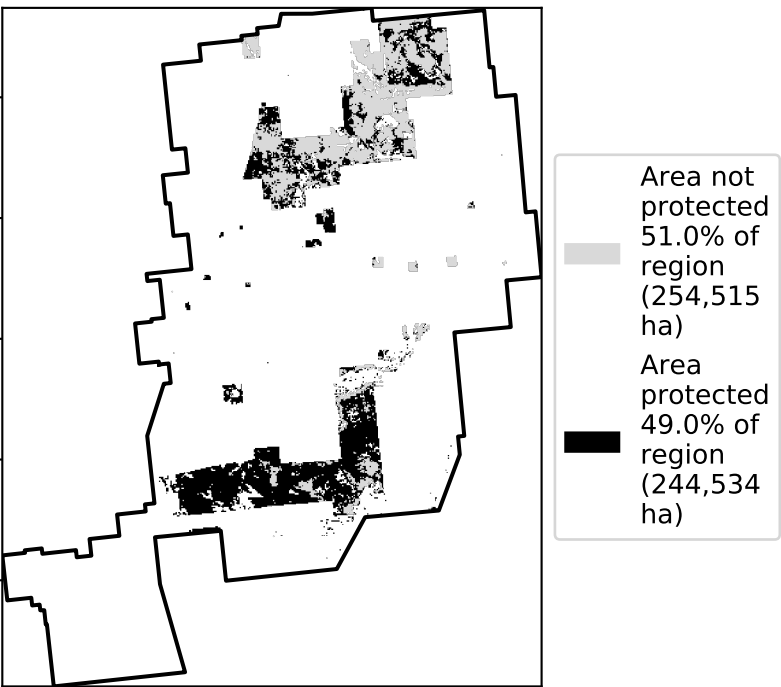 Area not
protected
51.0% of
region
(254,515
ha)
Area
protected
49.0% of
region
(244,534
ha)